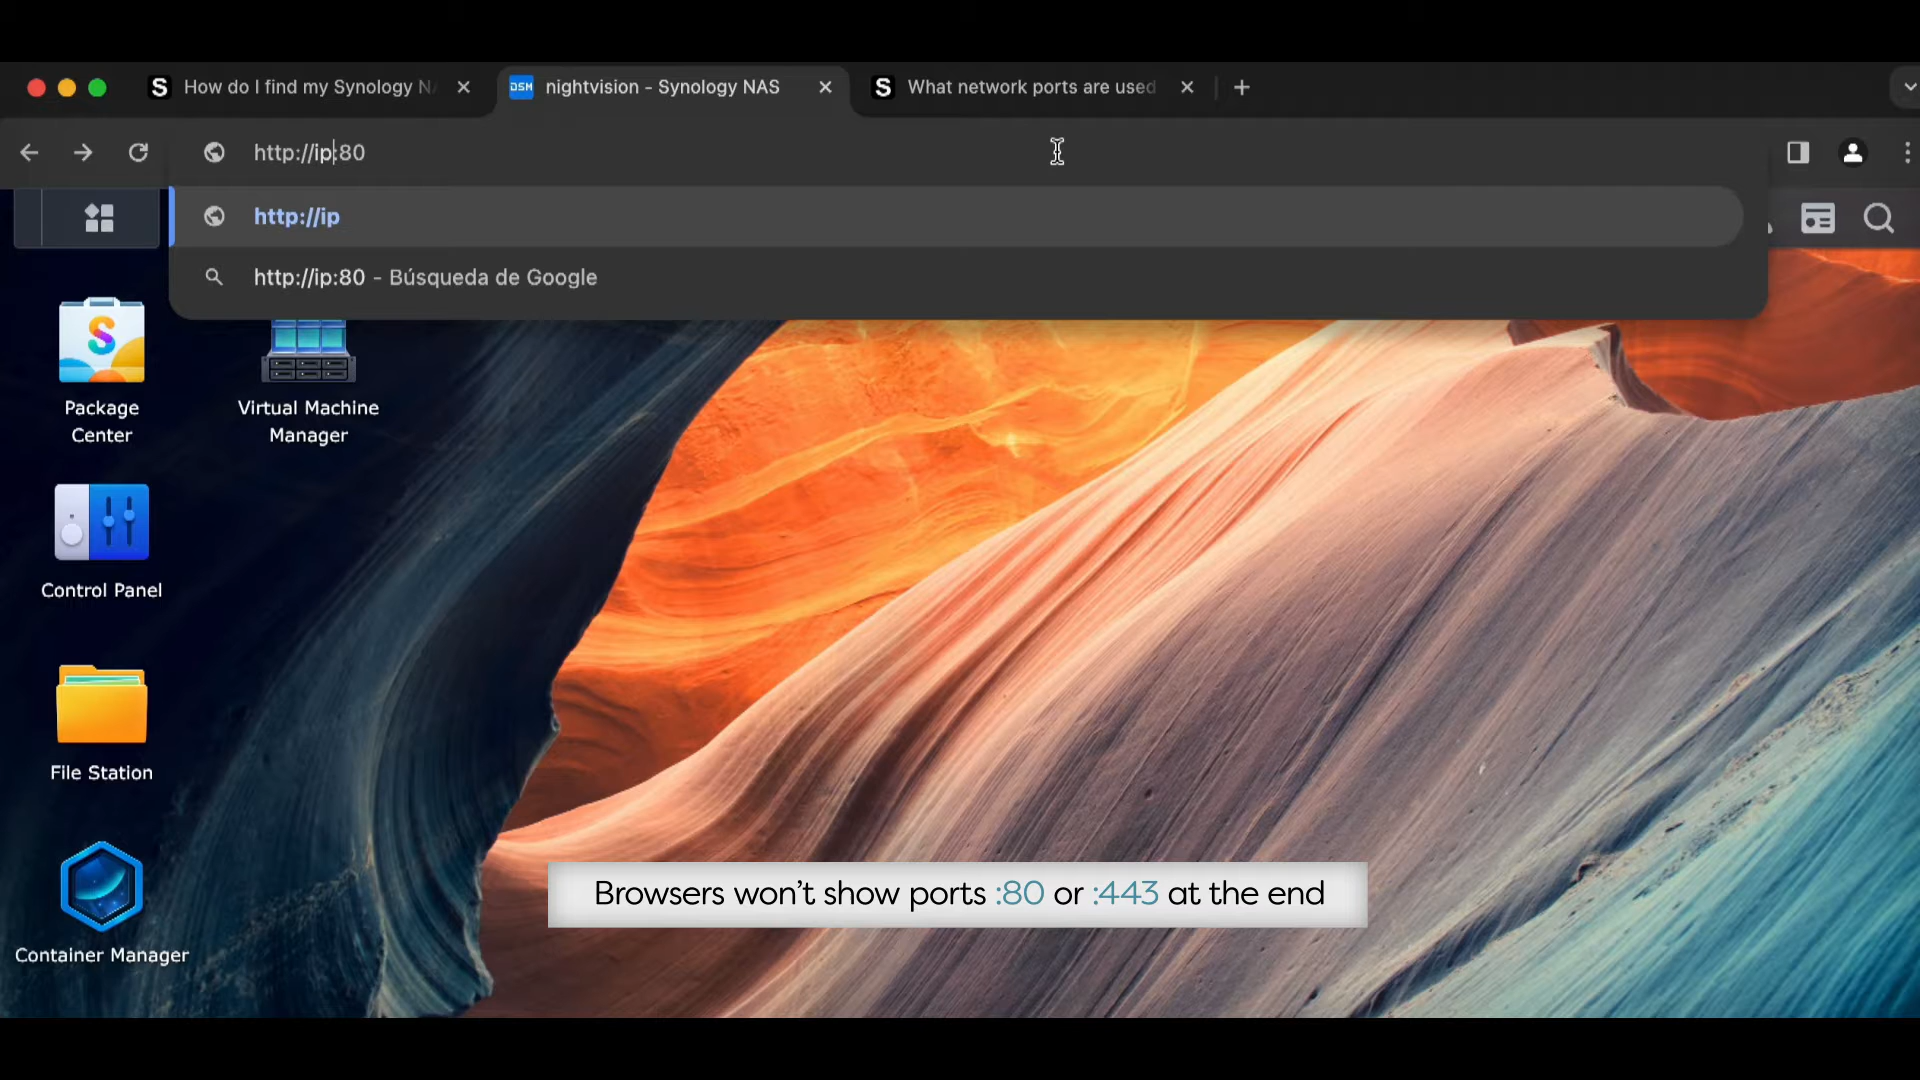 How do I find my Synology N
DSM nightvision - Synology NAS
What network ports are used
http://ip:80
http://ip
http://ip:80 - Búsqueda de Google
Package
Center
Virtual Machine
Manager
Control Panel
File Station
Container Manager
Browsers won't show ports :80 or :443 at the end